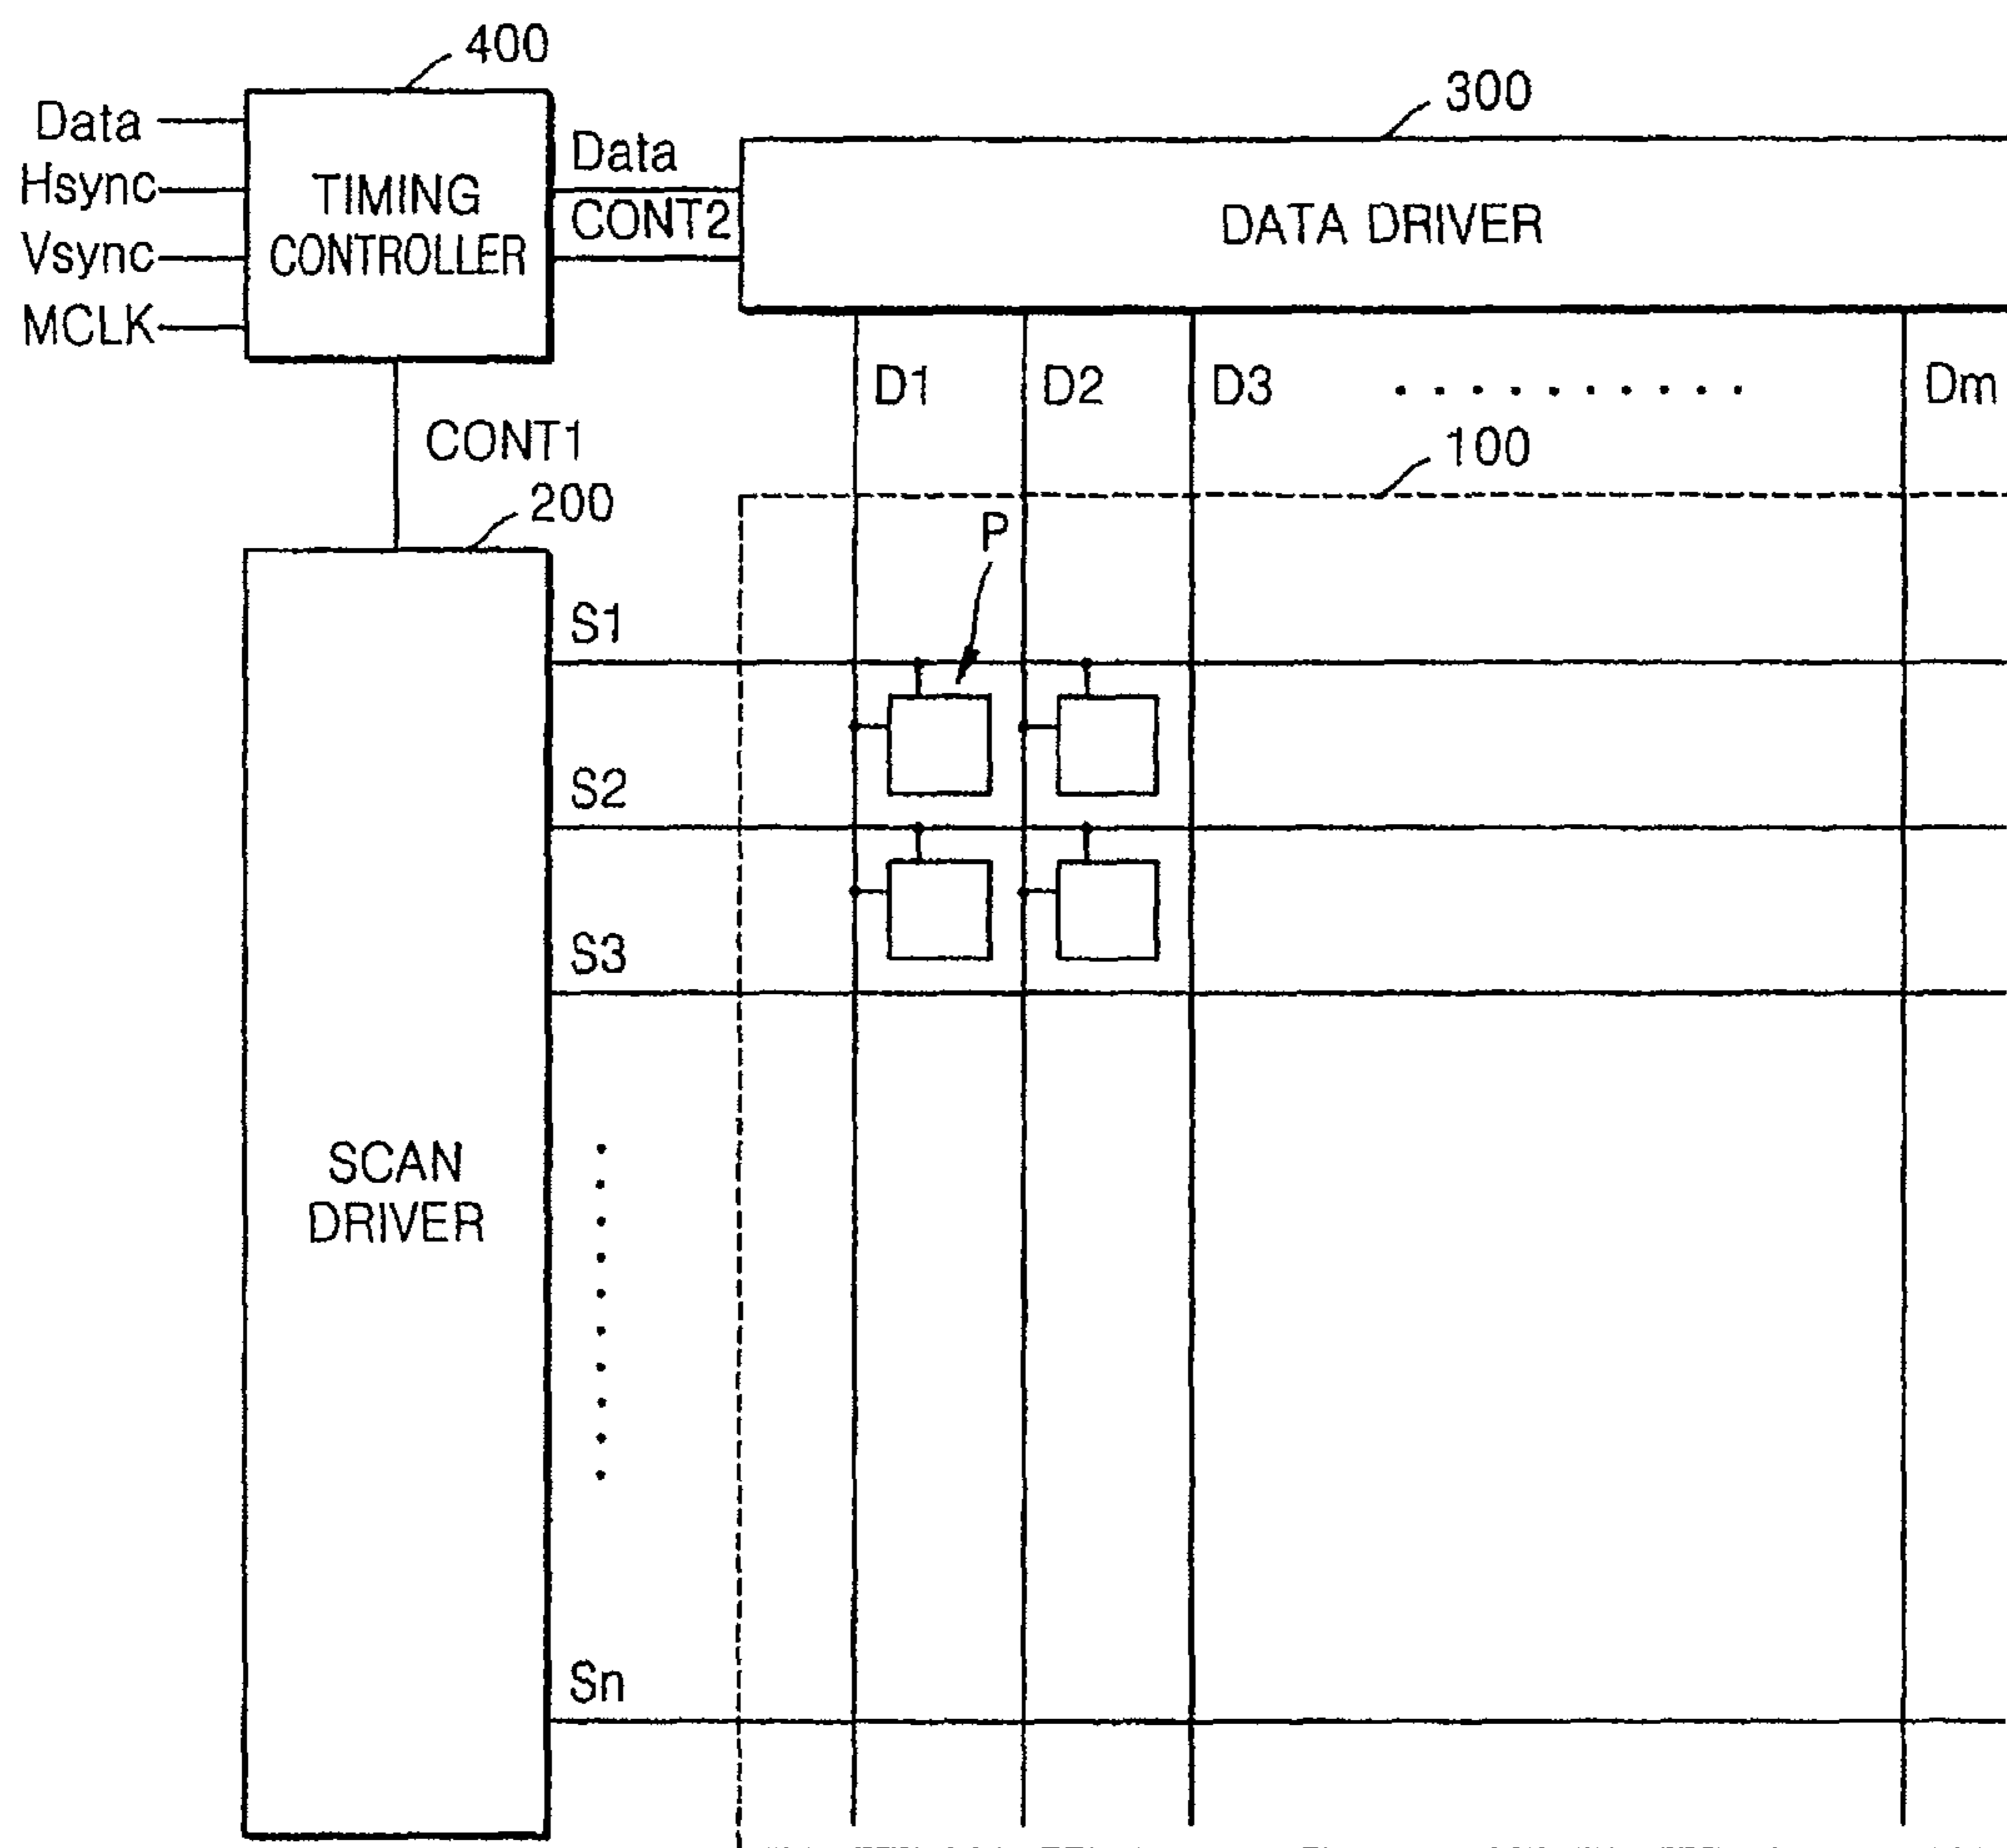 400
300
Data
Hsync
Vsync
MCLK
TIMING
CONTROLLER
Data
CONT2
DATA DRIVER
D1 D2 D3 .......... Dm
CONT1
100
200
P
S1
S2
S3
SCAN
DRIVER
Sn